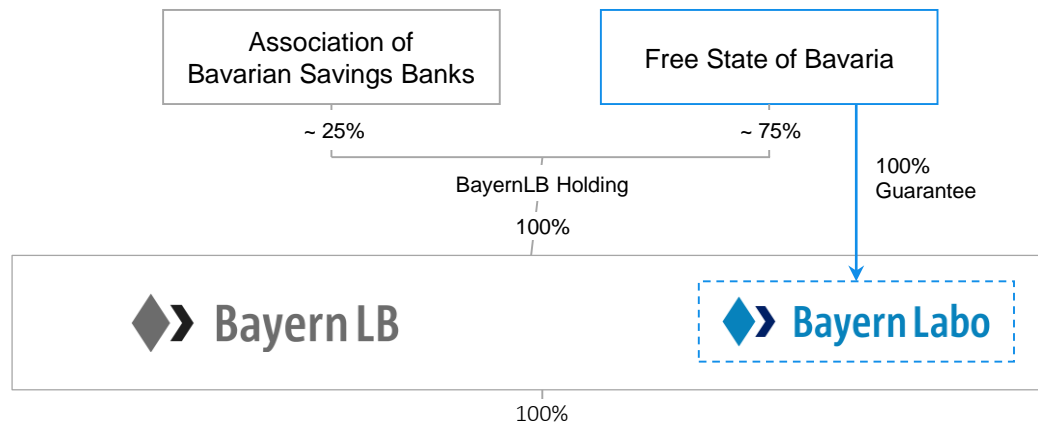 Association of
Bavarian Savings Banks
Free State of Bavaria
~ 25%
~ 75%
100%
Guarantee
BayernLB Holding
100%
Bayern LB
Bayern Labo
100%